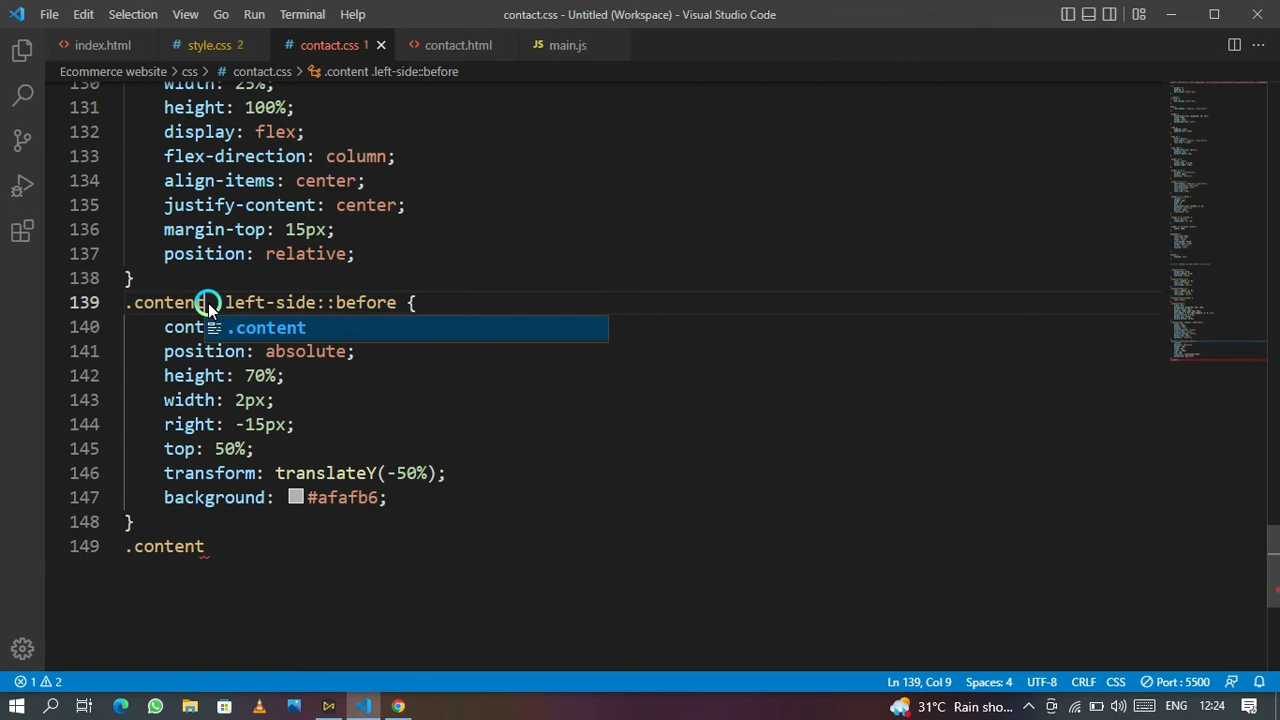 File Edit Selection View Go Run Terminal Help contact.css - Untitled (Workspace) - Visual Studio Code
index.html style.css 2 contact.css 1 contact.html main.js
Ecommerce website > css > contact.css > .content .left-side::before
130 width: 25%;
131 height: 100%;
132 display: flex;
133 flex-direction: column;
134 align-items: center;
135 justify-content: center;
136 margin-top: 15px;
137 position: relative;
138 }
139 .content .left-side::before {
140 cont
.content
141 position: absolute;
142 height: 70%;
143 width: 2px;
144 right: -15px;
145 top: 50%;
146 transform: translateY(-50%);
147 background: #afafb6;
148 }
149 .content
1 2 Ln 139, Col 9 Spaces: 4 UTF-8 CRLF CSS Port : 5500
31°C Rain sho... ENG 12:24